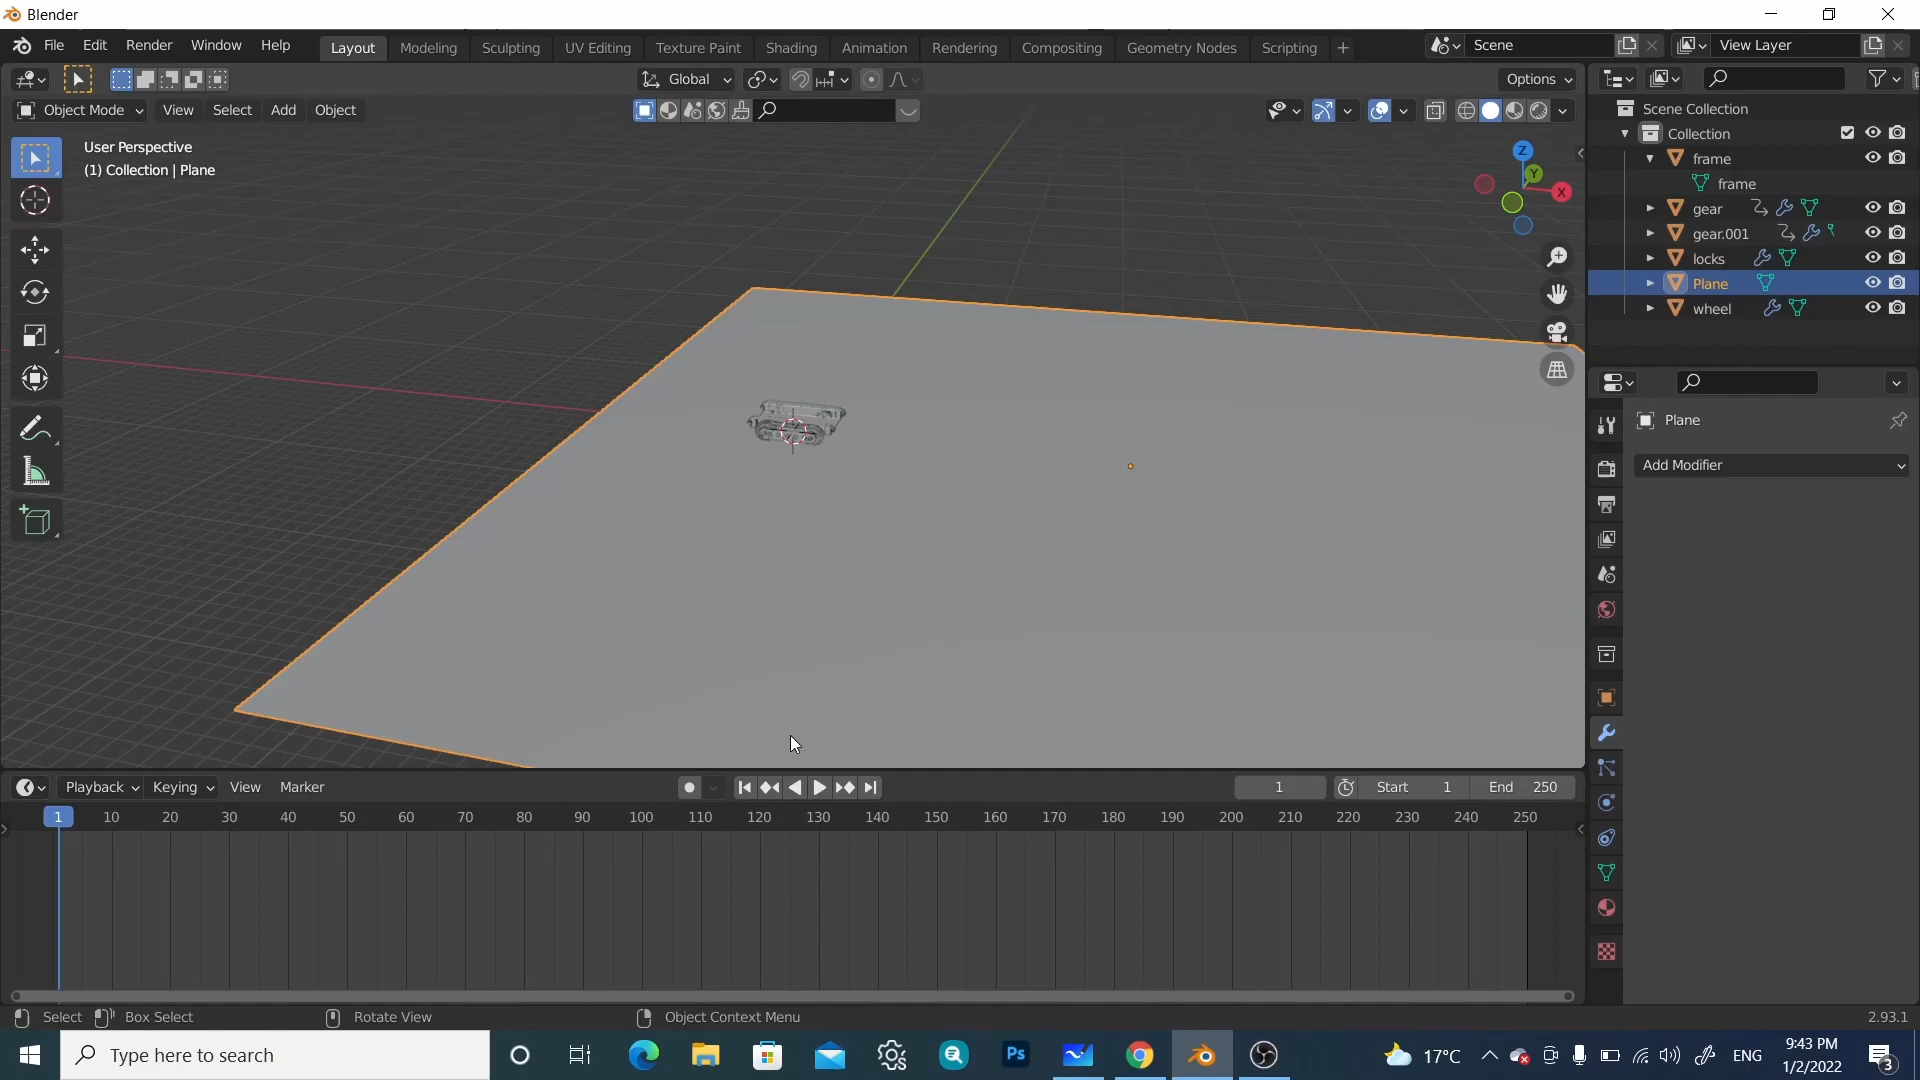 Blender
File Edit Render Window Help Layout Modeling Sculpting UV Editing Texture Paint Shading Animation Rendering Compositing Geometry Nodes Scripting + Scene View Layer
Global Options
Object Mode View Select Add Object
User Perspective
(1) Collection | Plane
Z
Y
X
Scene Collection
Collection
frame
frame
gear
gear.001
locks
Plane
wheel
Plane
Add Modifier
Playback Keying View Marker 1 Start 1 End 250
1 10 20 30 40 50 60 70 80 90 100 110 120 130 140 150 160 170 180 190 200 210 220 230 240 250
Select Box Select Rotate View Object Context Menu 2.93.1
Type here to search Ps 17°C ENG 9:43 PM
1/2/2022
3